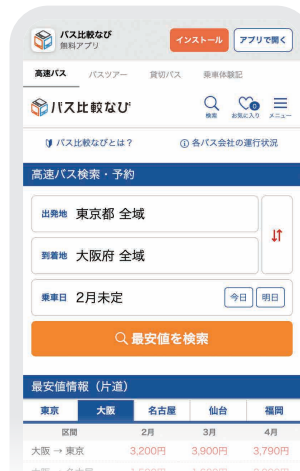 バス比較なび
無料アプリ
インストール
アプリで開く
高速バス バスツアー 貸切バス 乗車体験記
バス比較なび
検索 お気に入り メニュー
バス比較なびとは？ 各バス会社の運行状況
高速バス検索・予約
出発地 東京都 全域
到着地 大阪府 全域
乗車日 2月未定 今日 明日
最安値を検索
最安値情報（片道）
東京 大阪 名古屋 仙台 福岡
区間 2月 3月 4月
大阪 → 東京 3,200円 3,900円 3,790円